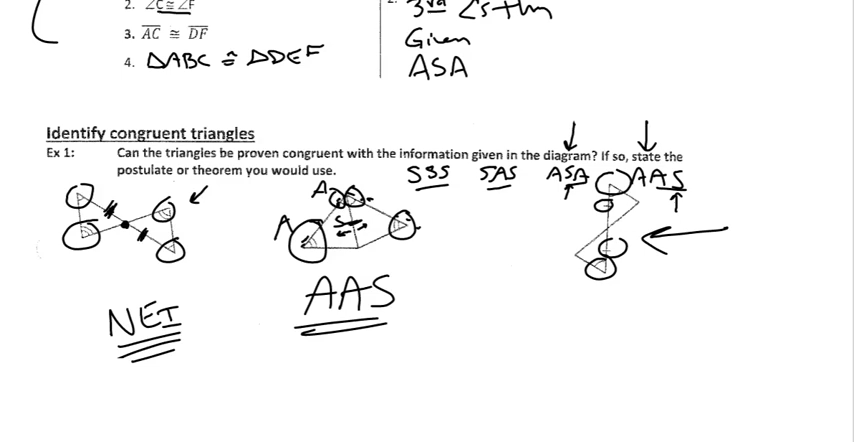 2. ∠C ≅ ∠F
3rd ∠s thm
3. AC ≅ DF
Given
4. △ABC ≅ △DEF
ASA
Identify congruent triangles
Ex 1: Can the triangles be proven congruent with the information given in the diagram? If so, state the
postulate or theorem you would use.
SSS SAS ASA AAS
A
A
S
NEI
AAS